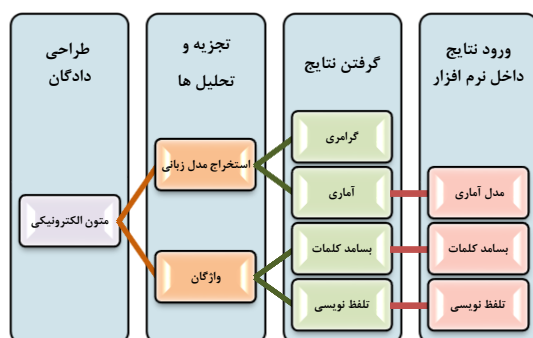 طراحی
دادگان
تجزیه و
تحلیل ها
گرفتن نتایج
ورود نتایج
داخل نرم افزار
متون الکترونیکی
استخراج مدل زبانی
واژگان
گرامری
آماری
بسامد کلمات
تلفظ نویسی
مدل آماری
بسامد کلمات
تلفظ نویسی